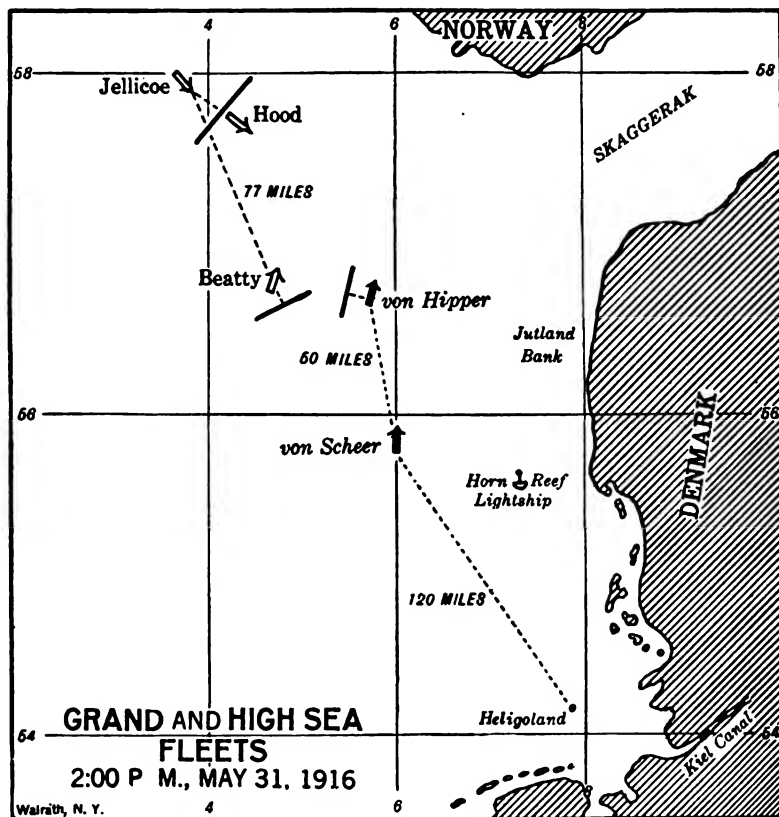 4
6
8
NORWAY
58
58
Jellicoe
Hood
SKAGGERAK
77 MILES
Beatty
von Hipper
Jutland
Bank
50 MILES
56
56
von Scheer
Horn Reef
Lightship
DENMARK
120 MILES
Heligoland
GRAND AND HIGH SEA
FLEETS
2:00 P M., MAY 31, 1916
54
54
Kiel Canal
Walrath, N. Y.
4
6
8